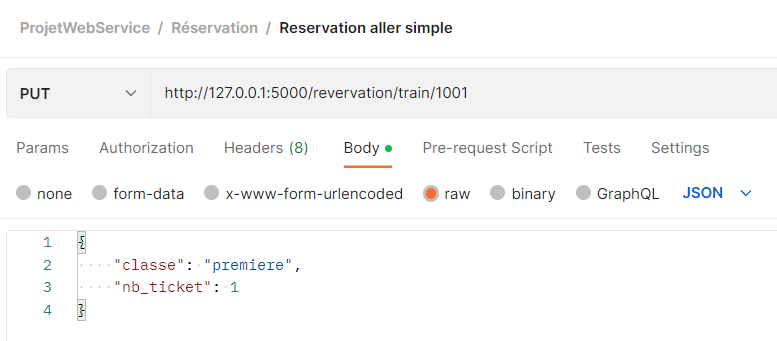 ProjetWebService / Réservation / Reservation aller simple
PUT http://127.0.0.1:5000/revervation/train/1001
Params Authorization Headers (8) Body Pre-request Script Tests Settings
none form-data x-www-form-urlencoded raw binary GraphQL JSON
1 {
2 "classe": "premiere",
3 "nb_ticket": 1
4 }